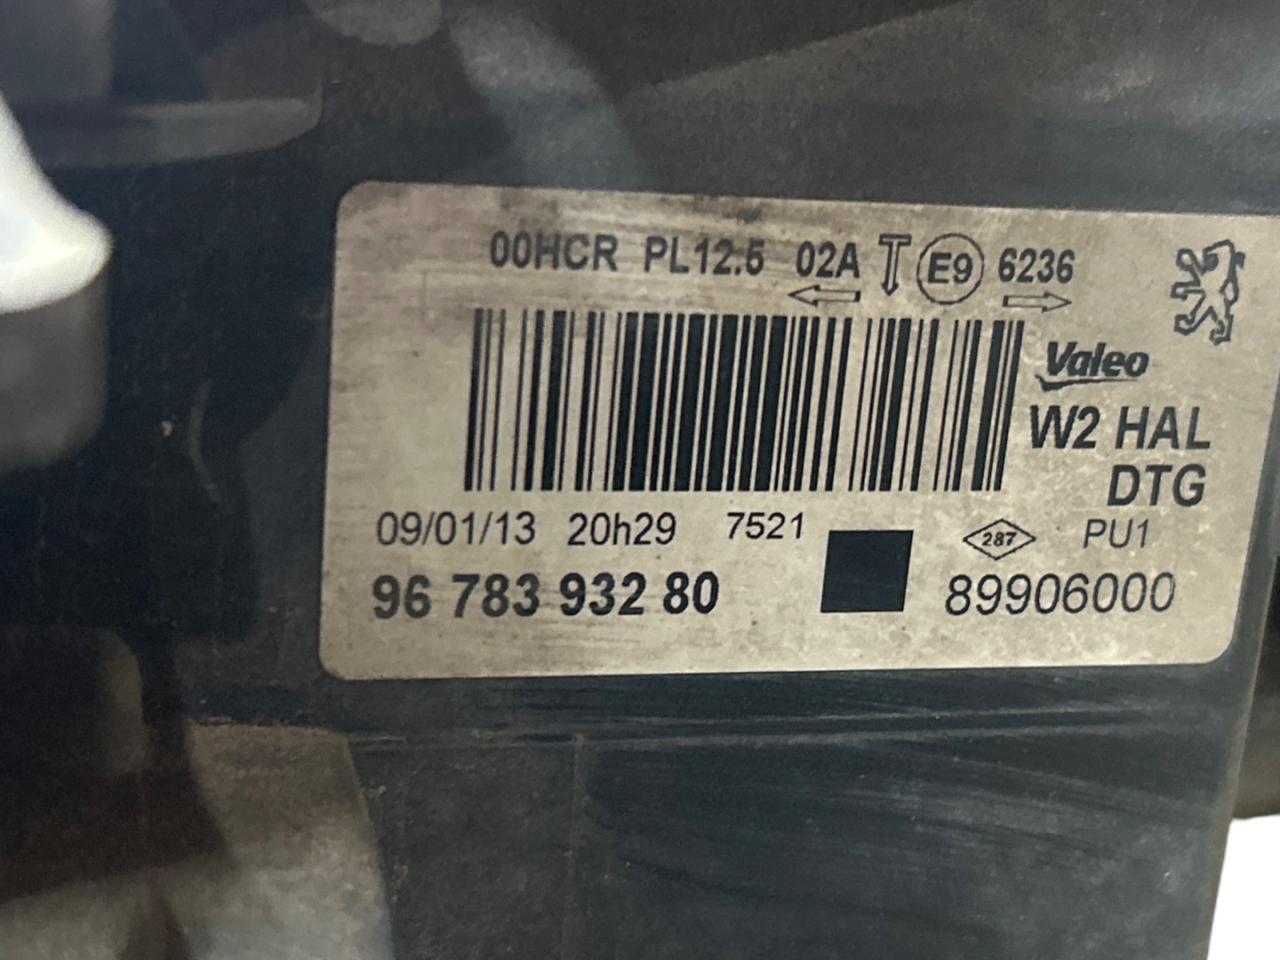 00HCR PL12.5 02A E9 6236
Valeo
W2 HAL
DTG
09/01/13 20h29 7521 287 PU1
96 783 932 80 89906000